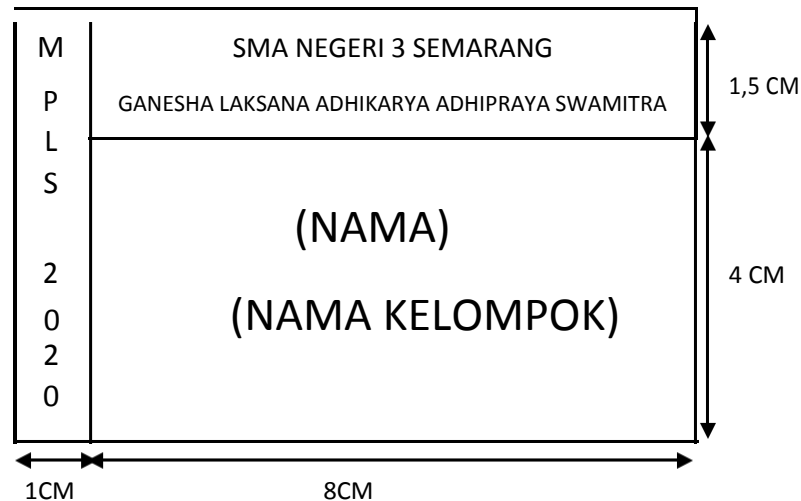 M
P
L
S
2
0
2
0
SMA NEGERI 3 SEMARANG
GANESHA LAKSANA ADHIKARYA ADHIPRAYA SWAMITRA
(NAMA)
(NAMA KELOMPOK)
1,5 CM
4 CM
1CM
8CM